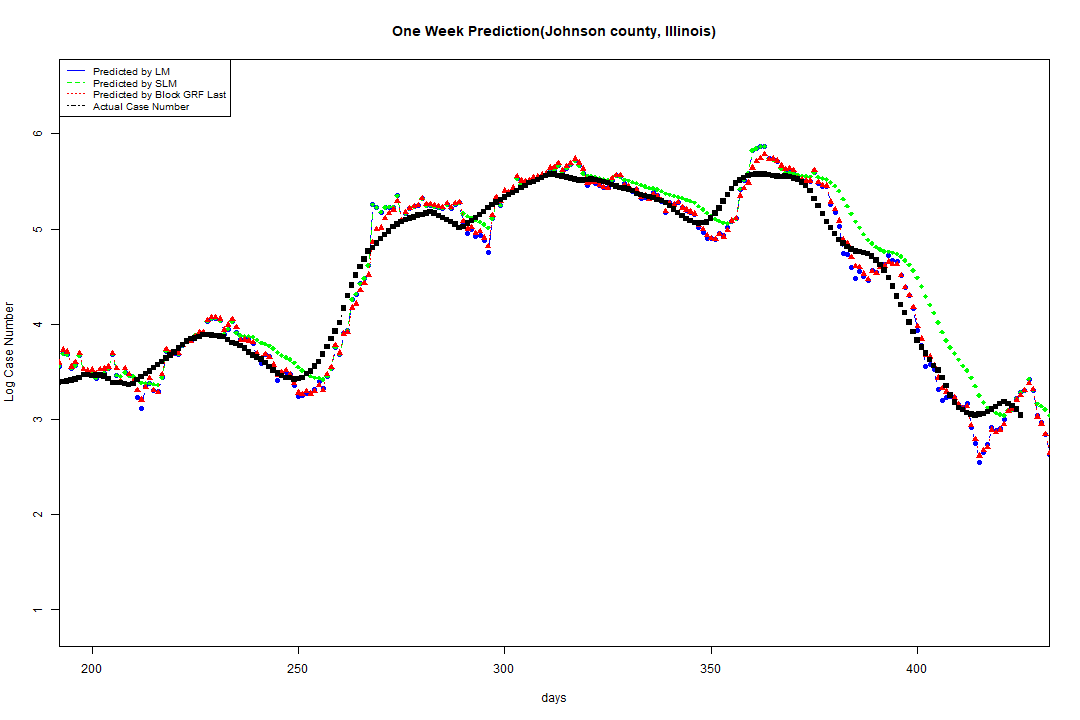 One Week Prediction(Johnson county, Illinois)
Predicted by LM
Predicted by SLM
Predicted by Block GRF Last
Actual Case Number
Log Case Number
6
5
4
3
2
1
200 250 300 350 400
days